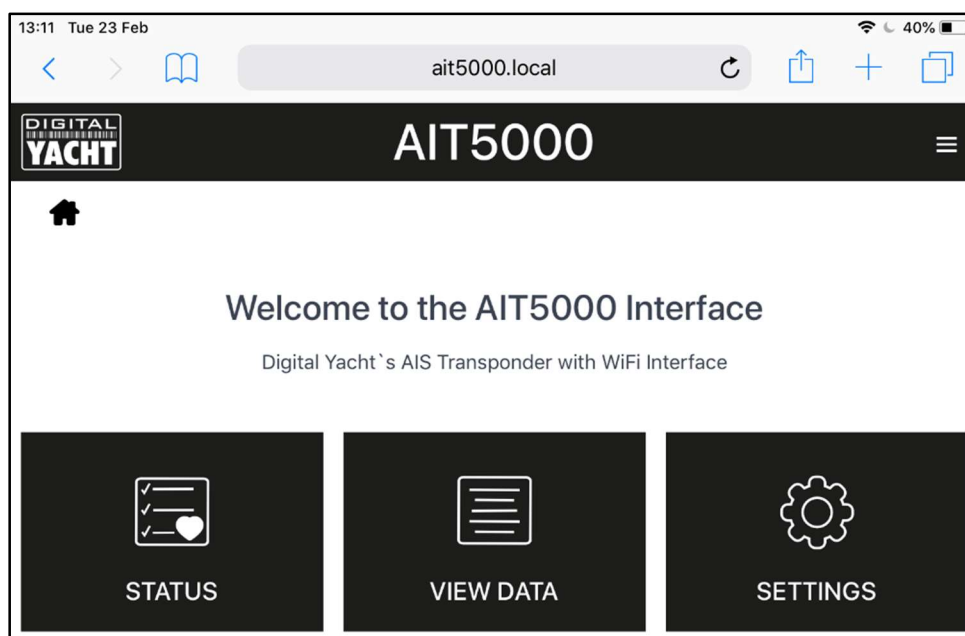 13:11 Tue 23 Feb
40%
ait5000.local
DIGITAL
YACHT
AIT5000
Welcome to the AIT5000 Interface
Digital Yacht`s AIS Transponder with WiFi Interface
STATUS
VIEW DATA
SETTINGS